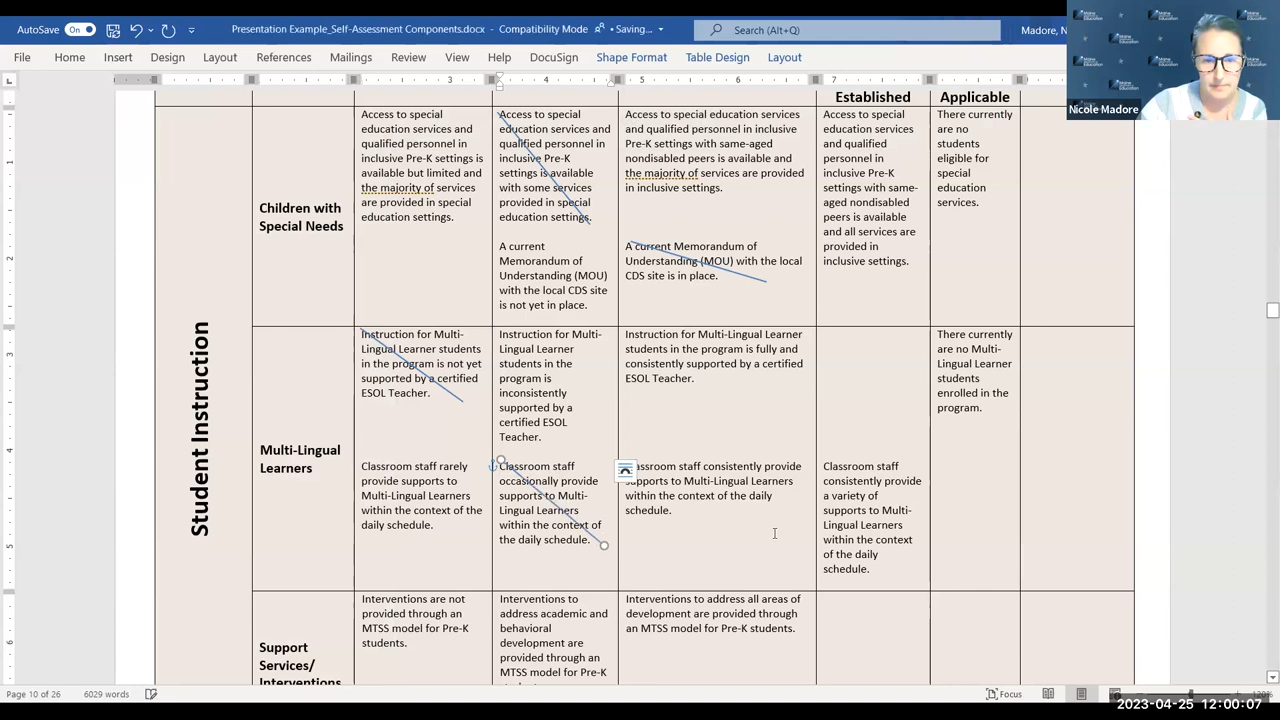 AutoSave
On
Presentation Example_Self-Assessment Components.docx - Compatibility Mode
Saving...
Search (Alt+Q)
Madore, N
File
Home
Insert
Design
Layout
References
Mailings
Review
View
Help
DocuSign
Shape Format
Table Design
Layout
Nicole Madore
3
4
5
6
7
Established
Applicable
Student Instruction
Children with
Special Needs
Access to special
education services and
qualified personnel in
inclusive Pre-K settings is
available but limited and
the majority of services
are provided in special
education settings.
Access to special
education services and
qualified personnel in
inclusive Pre-K
settings is available
with some services
provided in special
education settings.
A current
Memorandum of
Understanding (MOU)
with the local CDS site
is not yet in place.
Access to special education services
and qualified personnel in inclusive
Pre-K settings with same-aged
nondisabled peers is available and
the majority of services are provided
in inclusive settings.
A current Memorandum of
Understanding (MOU) with the local
CDS site is in place.
Access to special
education services
and qualified
personnel in
inclusive Pre-K
settings with same-
aged nondisabled
peers is available
and all services are
provided in
inclusive settings.
There currently
are no
students
eligible for
special
education
services.
Multi-Lingual
Learners
Instruction for Multi-
Lingual Learner students
in the program is not yet
supported by a certified
ESOL Teacher.
Classroom staff rarely
provide supports to
Multi-Lingual Learners
within the context of the
daily schedule.
Instruction for Multi-
Lingual Learner
students in the
program is
inconsistently
supported by a
certified ESOL
Teacher.
Classroom staff
occasionally provide
supports to Multi-
Lingual Learners
within the context of
the daily schedule.
Instruction for Multi-Lingual Learner
students in the program is fully and
consistently supported by a certified
ESOL Teacher.
assroom staff consistently provide
supports to Multi-Lingual Learners
within the context of the daily
schedule.
Classroom staff
consistently provide
a variety of
supports to Multi-
Lingual Learners
within the context
of the daily
schedule.
There currently
are no Multi-
Lingual Learner
students
enrolled in the
program.
Support
Services/
Interventions
Interventions are not
provided through an
MTSS model for Pre-K
students.
Interventions to
address academic and
behavioral
development are
provided through an
MTSS model for Pre-K
Interventions to address all areas of
development are provided through
an MTSS model for Pre-K students.
1
2
3
4
5
6
Page 10 of 26
6029 words
Focus
120%
2023-04-25 12:00:07